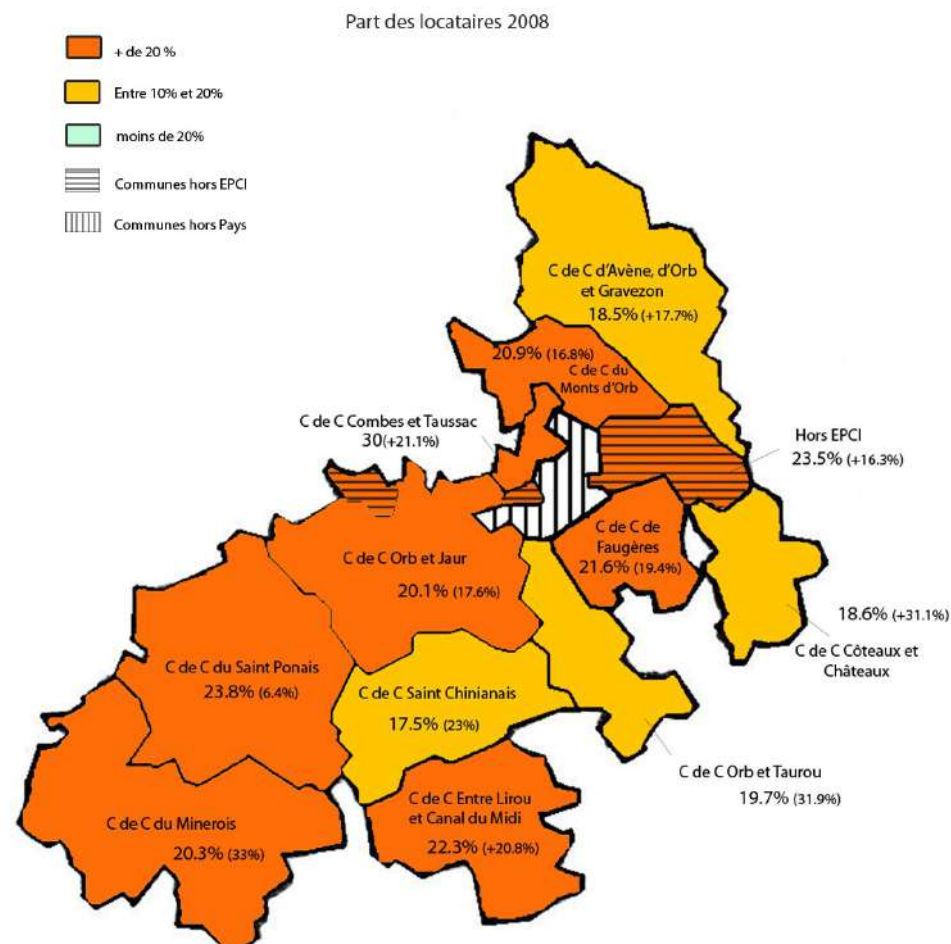 Part des locataires 2008
+ de 20 %
Entre 10% et 20%
moins de 20%
Communes hors EPCI
Communes hors Pays
C de C d'Avène, d'Orb
et Gravezon
18.5% (+17.7%)
20.9% (16.8%)
C de C du
Monts d'Orb
C de C Combes et Taussac
30(+21.1%)
Hors EPCI
23.5% (+16.3%)
C de C de
Faugères
21.6% (19.4%)
C de C Orb et Jaur
20.1% (17.6%)
18.6% (+31.1%)
C de C Côteaux et
Châteaux
C de C du Saint Ponais
23.8% (6.4%)
C de C Saint Chinianais
17.5% (23%)
C de C Orb et Taurou
19.7% (31.9%)
C de C Entre Lirou
et Canal du Midi
22.3% (+20.8%)
C de C du Minerois
20.3% (33%)